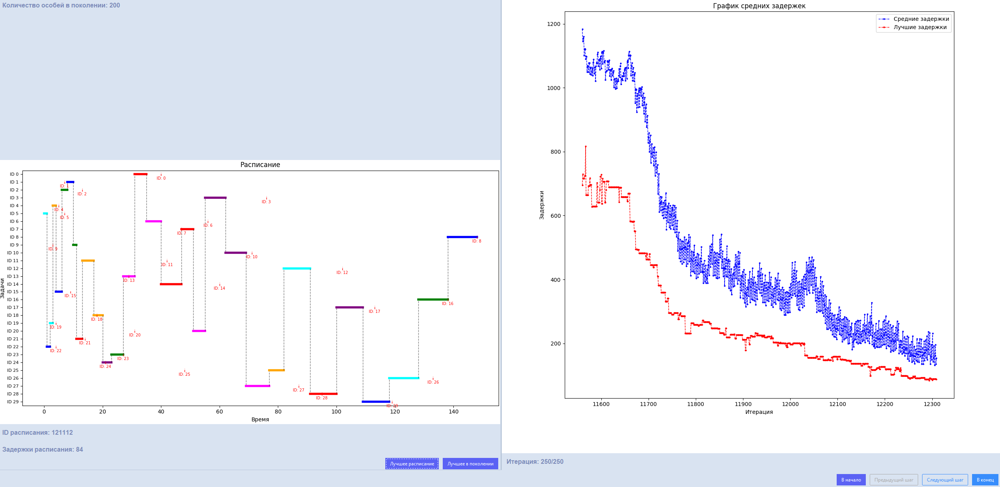 Количество особей в поколении: 200
Расписание
Задачи
ID 0
ID 1
ID 2
ID 3
ID 4
ID 5
ID 6
ID 7
ID 8
ID 9
ID 10
ID 11
ID 12
ID 13
ID 14
ID 15
ID 16
ID 17
ID 18
ID 19
ID 20
ID 21
ID 22
ID 23
ID 24
ID 25
ID 26
ID 27
ID 28
ID 29
ID: 0
ID: 1
ID: 2
ID: 3
ID: 4
ID: 5
ID: 6
ID: 7
ID: 8
ID: 9
ID: 10
ID: 11
ID: 12
ID: 13
ID: 14
ID: 15
ID: 16
ID: 17
ID: 18
ID: 19
ID: 20
ID: 21
ID: 22
ID: 23
ID: 24
ID: 25
ID: 26
ID: 27
ID: 28
ID: 29
0 20 40 60 80 100 120 140
Время
ID расписания: 121112
Задержки расписания: 84
Лучшее расписание
Лучшее в поколении
График средних задержек
Средние задержки
Лучшие задержки
Задержки
1200
1000
800
600
400
200
11600 11700 11800 11900 12000 12100 12200 12300
Итерация
Итерация: 250/250
В начало
Предыдущий шаг
Следующий шаг
В конец